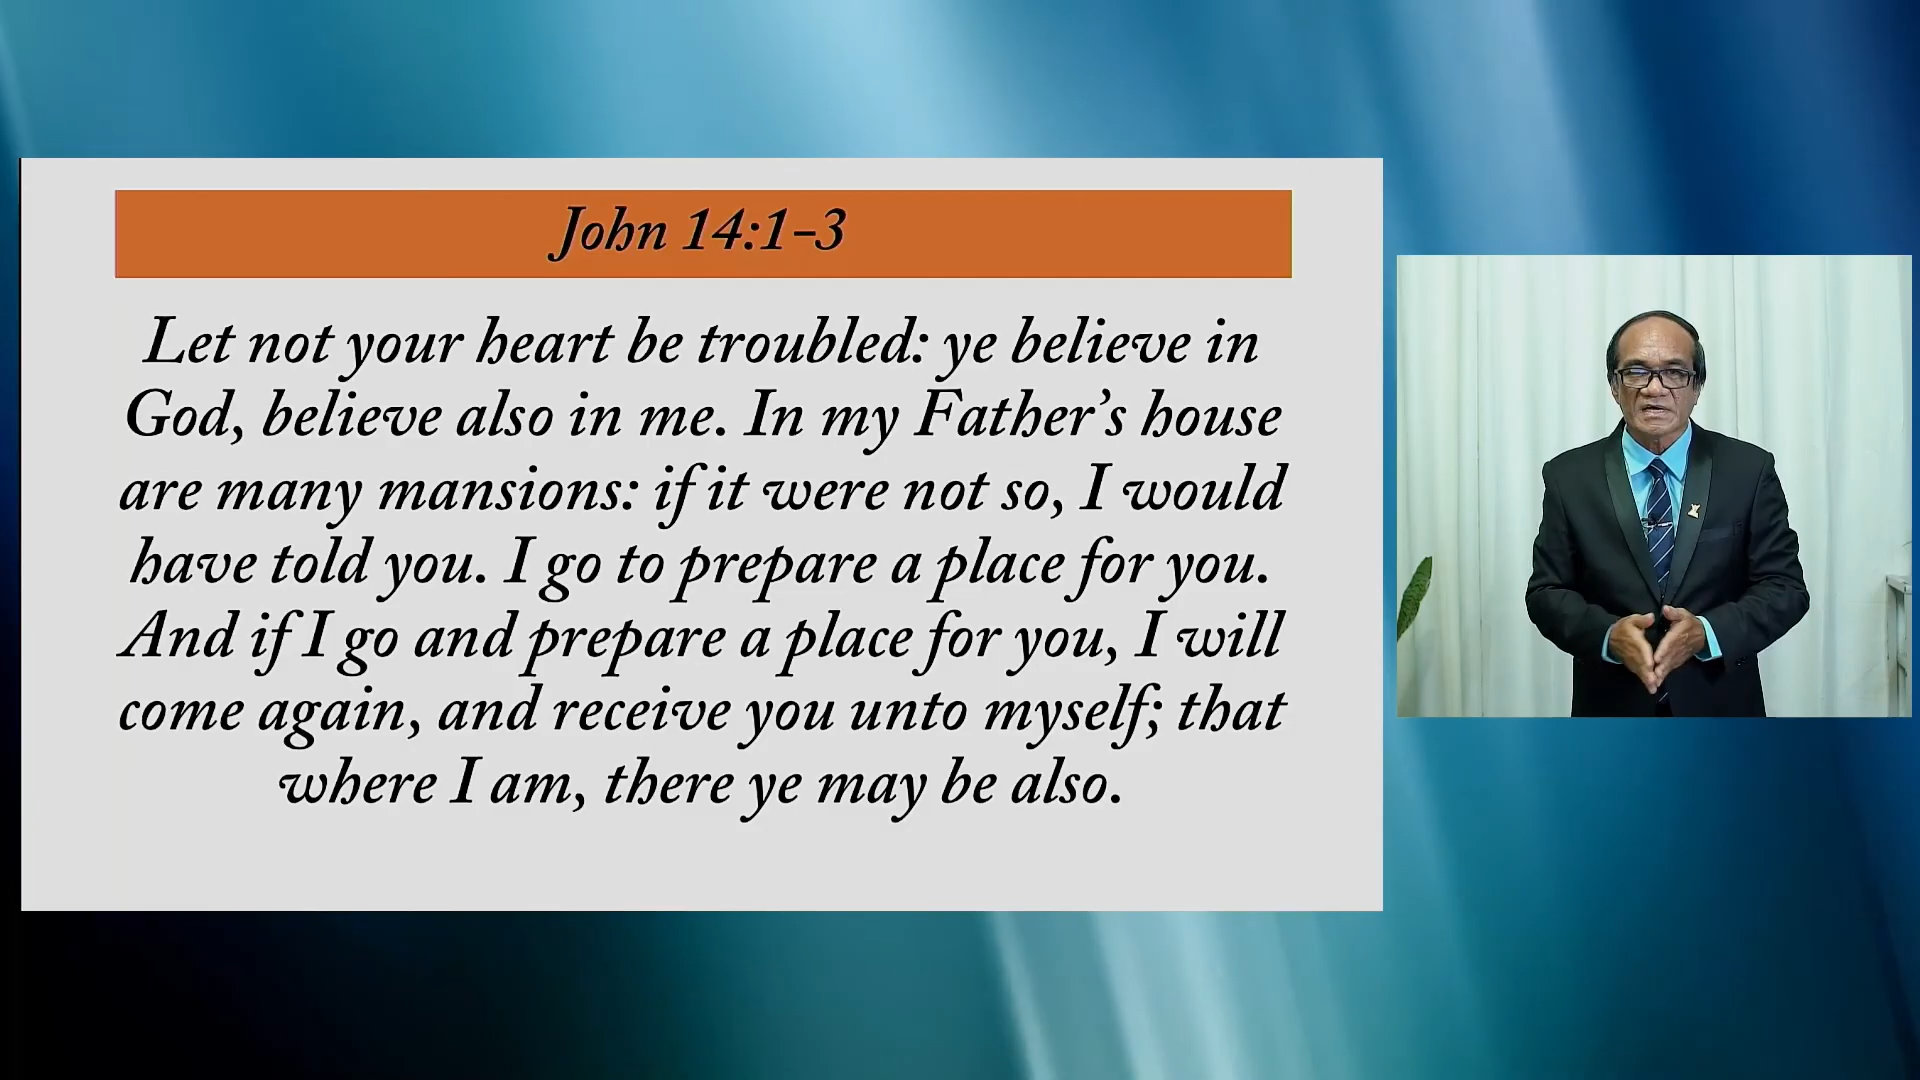 John 14:1-3
Let not your heart be troubled: ye believe in
God, believe also in me. In my Father's house
are many mansions: if it were not so, I would
have told you. I go to prepare a place for you.
And if I go and prepare a place for you, I will
come again, and receive you unto myself; that
where I am, there ye may be also.